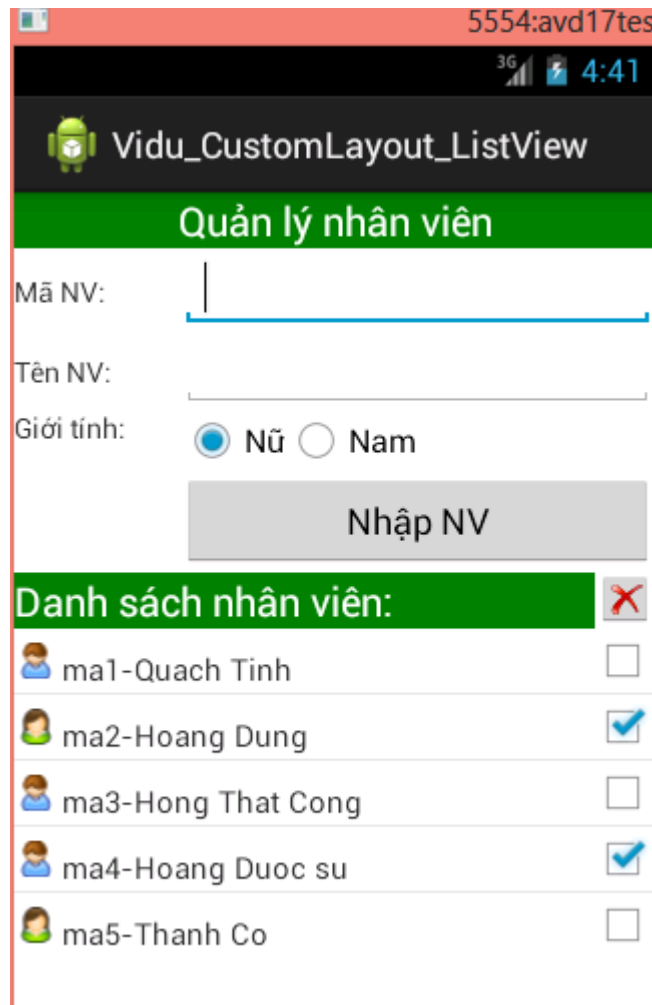 5554:avd17tes
3G 4:41
Vidu_CustomLayout_ListView
Quản lý nhân viên
Mã NV:
Tên NV:
Giới tính: Nữ Nam
Nhập NV
Danh sách nhân viên:
ma1-Quach Tinh
ma2-Hoang Dung
ma3-Hong That Cong
ma4-Hoang Duoc su
ma5-Thanh Co